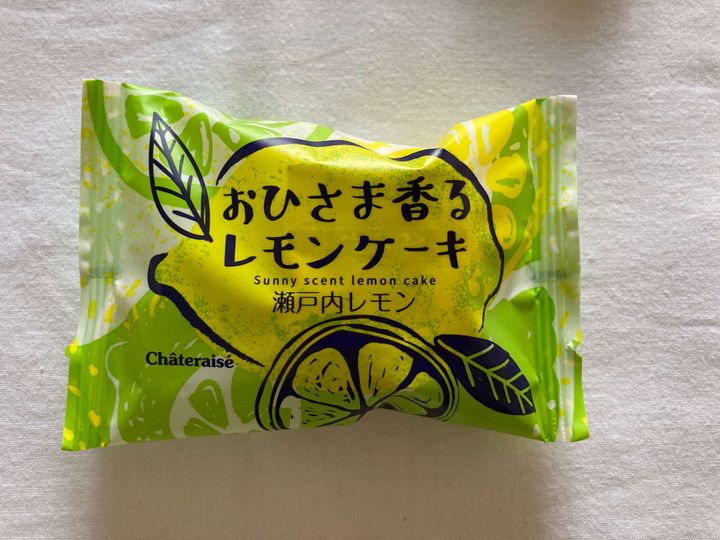 おひさま香る
レモンケーキ
Sunny scent lemon cake
瀬戸内レモン
Châteraisé